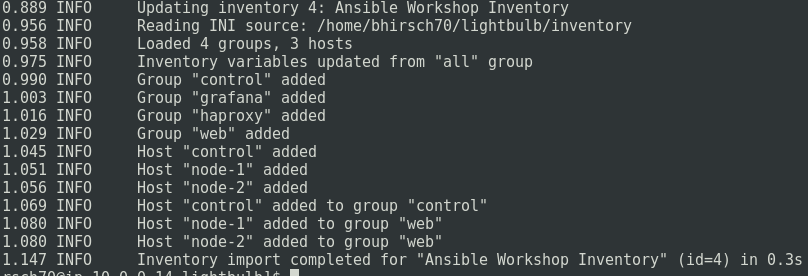 0.889 INFO     Updating inventory 4: Ansible Workshop Inventory
0.956 INFO     Reading INI source: /home/bhirsch70/lightbulb/inventory
0.958 INFO     Loaded 4 groups, 3 hosts
0.975 INFO     Inventory variables updated from "all" group
0.990 INFO     Group "control" added
1.003 INFO     Group "grafana" added
1.016 INFO     Group "haproxy" added
1.029 INFO     Group "web" added
1.045 INFO     Host "control" added
1.051 INFO     Host "node-1" added
1.056 INFO     Host "node-2" added
1.069 INFO     Host "control" added to group "control"
1.080 INFO     Host "node-1" added to group "web"
1.080 INFO     Host "node-2" added to group "web"
1.147 INFO     Inventory import completed for "Ansible Workshop Inventory" (id=4) in 0.3s
rsch70@ip-10-0-0-14 lightbulb]$